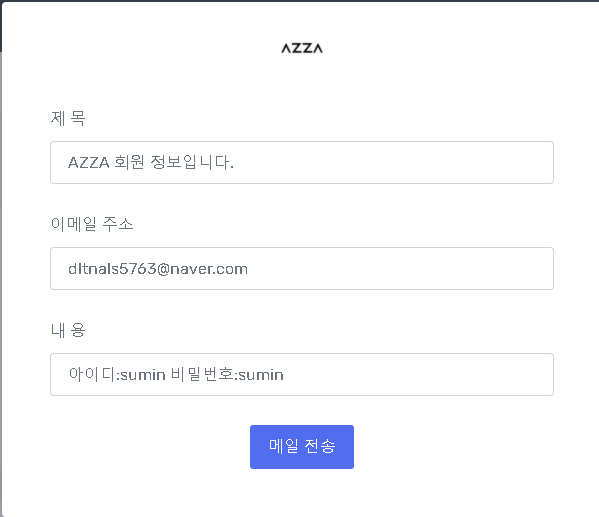 AZZA
제 목
AZZA 회원 정보입니다.
이메일 주소
dltnals5763@naver.com
내 용
아이디:sumin 비밀번호:sumin
메일 전송